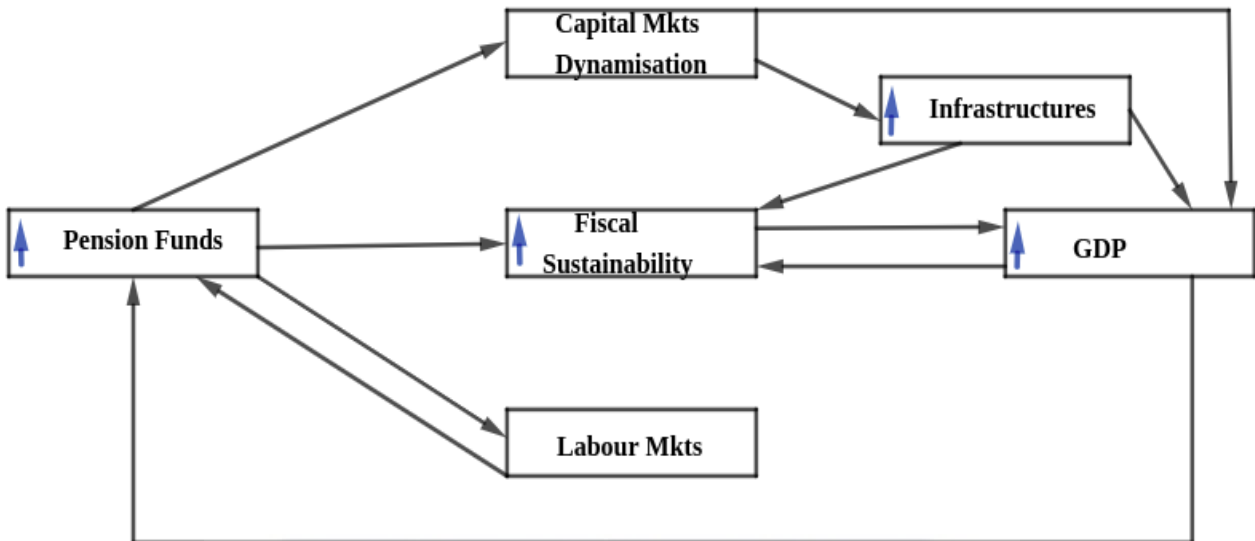 Capital Mkts
Dynamisation
Infrastructures
Pension Funds
Fiscal
Sustainability
GDP
Labour Mkts